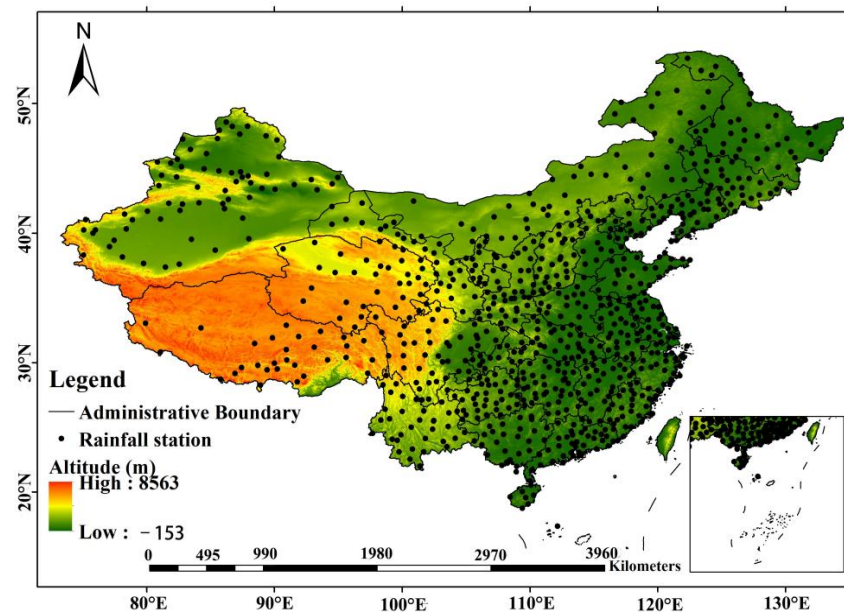 N
50°N
40°N
30°N
20°N
Legend
Administrative Boundary
Rainfall station
Altitude (m)
High : 8563
Low : -153
0 495 990 1980 2970 3960
Kilometers
80°E 90°E 100°E 110°E 120°E 130°E